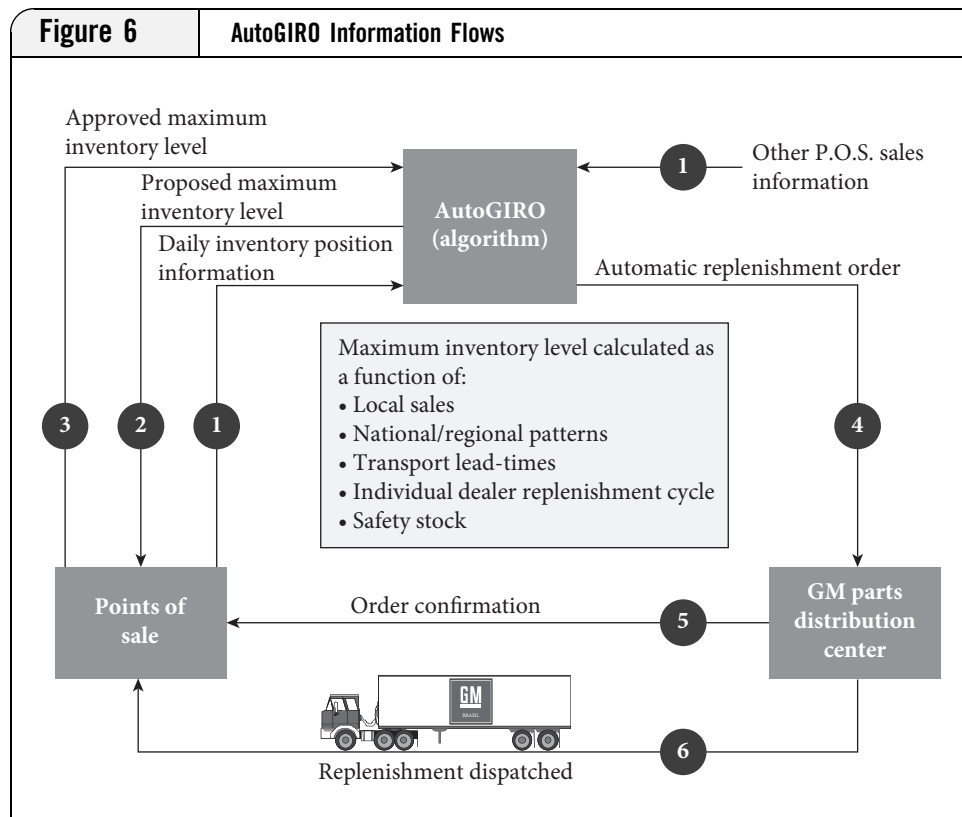 Figure 6
AutoGIRO Information Flows
Approved maximum
inventory level
Proposed maximum
inventory level
Daily inventory position
information
AutoGIRO
(algorithm)
1
Other P.O.S. sales
information
Automatic replenishment order
Maximum inventory level calculated as
a function of:
• Local sales
• National/regional patterns
• Transport lead-times
• Individual dealer replenishment cycle
• Safety stock
3
2
1
4
Points of
sale
Order confirmation
5
GM parts
distribution
center
GM
BRASIL
6
Replenishment dispatched